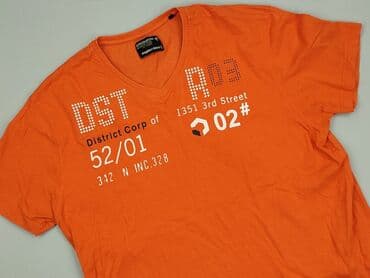 DST R03
District Corp of 1351 3rd Street
52/01 02#
342. N INC.328